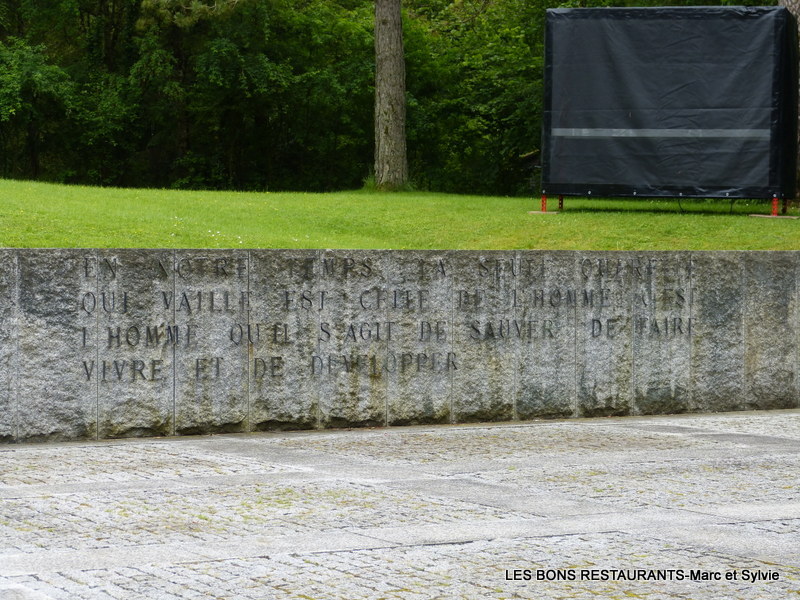 EN NOTRE TEMPS LA SEULE QUERELLE
QUI VAILLE EST CELLE DE L'HOMME C'EST
L'HOMME QU'IL S'AGIT DE SAUVER DE FAIRE
VIVRE ET DE DEVELOPPER
LES BONS RESTAURANTS-Marc et Sylvie